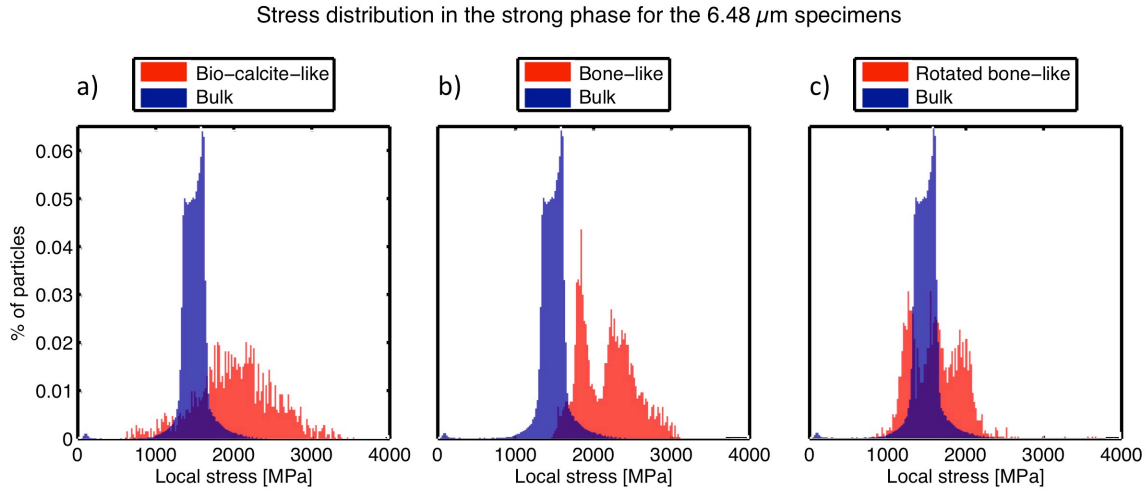 Stress distribution in the strong phase for the 6.48 µm specimens
a)
Bio-calcite-like
Bulk
b)
Bone-like
Bulk
c)
Rotated bone-like
Bulk
% of particles
0.06
0.05
0.04
0.03
0.02
0.01
0
0 1000 2000 3000 4000
Local stress [MPa]
0 1000 2000 3000 4000
Local stress [MPa]
0 1000 2000 3000 4000
Local stress [MPa]